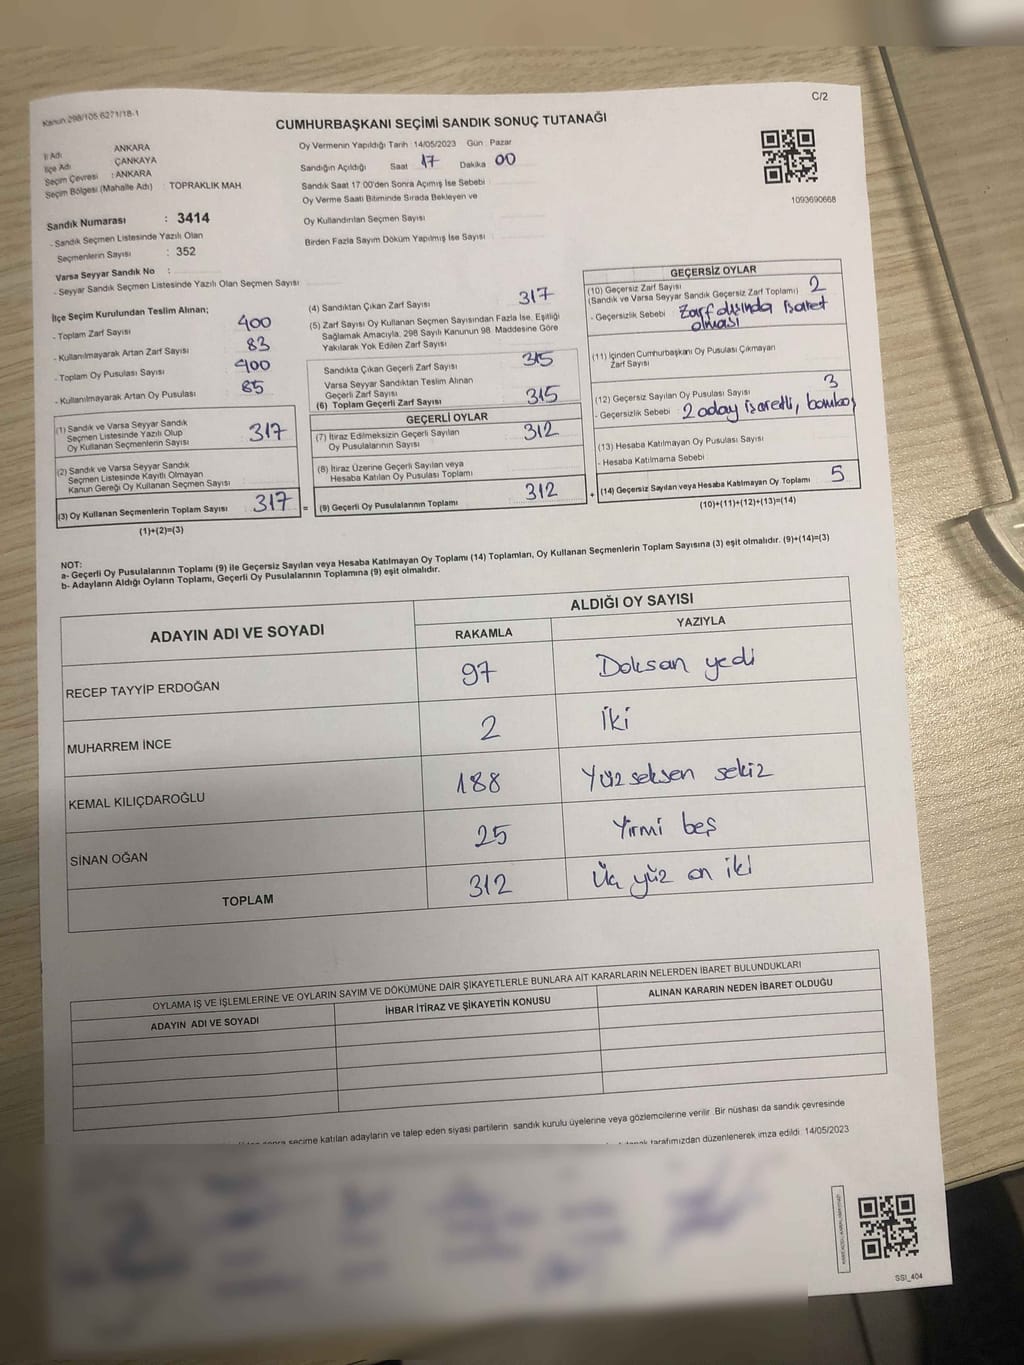 Kanun 298/105 6271/18-1
C/2
CUMHURBAŞKANI SEÇİMİ SANDIK SONUÇ TUTANAĞI
İl Adı ANKARA
İlçe Adı ÇANKAYA
Seçim Çevresi : ANKARA
Seçim Bölgesi (Mahalle Adı) : TOPRAKLIK MAH
Oy Vermenin Yapıldığı Tarih 14/05/2023 Gün : Pazar
Sandığın Açıldığı Saat 17 Dakika 00
Sandık Saat 17:00'den Sonra Açımış İse Sebebi
Oy Verme Saati Bitiminde Sırada Bekleyen ve
Oy Kullandırılan Seçmen Sayısı
Birden Fazla Sayım Döküm Yapılmış İse Sayısı
1093690668
Sandık Numarası : 3414
- Sandık Seçmen Listesinde Yazılı Olan
Seçmenlerin Sayısı : 352
Varsa Seyyar Sandık No :
- Seyyar Sandık Seçmen Listesinde Yazılı Olan Seçmen Sayısı
İlçe Seçim Kurulundan Teslim Alınan;
- Toplam Zarf Sayısı 400
- Kullanılmayarak Artan Zarf Sayısı 83
- Toplam Oy Pusulası Sayısı 400
- Kullanılmayarak Artan Oy Pusulası 85
(1) Sandık ve Varsa Seyyar Sandık
Seçmen Listesinde Yazılı Olup
Oy Kullanan Seçmenlerin Sayısı 317
(2) Sandık ve Varsa Seyyar Sandık
Seçmen Listesinde Kayıtlı Olmayan
Kanun Gereği Oy Kullanan Seçmen Sayısı
(3) Oy Kullanan Seçmenlerin Toplam Sayısı 317 =
(1)+(2)=(3)
(4) Sandıktan Çıkan Zarf Sayısı 317
(5) Zarf Sayısı Oy Kullanan Seçmen Sayısından Fazla İse, Eşitliği
Sağlamak Amacıyla, 298 Sayılı Kanunun 98. Maddesine Göre
Yakılarak Yok Edilen Zarf Sayısı
Sandıkta Çıkan Geçerli Zarf Sayısı 315
Varsa Seyyar Sandıktan Teslim Alınan
Geçerli Zarf Sayısı
(6) Toplam Geçerli Zarf Sayısı 315
GEÇERLİ OYLAR
(7) İtiraz Edilmeksizin Geçerli Sayılan
Oy Pusulalarının Sayısı 312
(8) İtiraz Üzerine Geçerli Sayılan veya
Hesaba Katılan Oy Pusulası Toplamı
(9) Geçerli Oy Pusulalarının Toplamı 312 +
GEÇERSİZ OYLAR
(10) Geçersiz Zarf Sayısı
(Sandık ve Varsa Seyyar Sandık Geçersiz Zarf Toplamı) 2
- Geçersizlik Sebebi Zarf dışında işaret
olması
(11) İçinden Cumhurbaşkanı Oy Pusulası Çıkmayan
Zarf Sayısı
(12) Geçersiz Sayılan Oy Pusulası Sayısı 3
- Geçersizlik Sebebi 2 aday işaretli, bomboş
(13) Hesaba Katılmayan Oy Pusulası Sayısı
- Hesaba Katılmama Sebebi
(14) Geçersiz Sayılan veya Hesaba Katılmayan Oy Toplamı 5
(10)+(11)+(12)+(13)=(14)
NOT:
a- Geçerli Oy Pusulalarının Toplamı (9) ile Geçersiz Sayılan veya Hesaba Katılmayan Oy Toplamı (14) Toplamları, Oy Kullanan Seçmenlerin Toplam Sayısına (3) eşit olmalıdır. (9)+(14)=(3)
b- Adayların Aldığı Oyların Toplamı, Geçerli Oy Pusulalarının Toplamına (9) eşit olmalıdır.
ADAYIN ADI VE SOYADI
ALDIĞI OY SAYISI
RAKAMLA YAZIYLA
RECEP TAYYİP ERDOĞAN 97 Doksan yedi
MUHARREM İNCE 2 İki
KEMAL KILIÇDAROĞLU 188 Yüz seksen sekiz
SİNAN OĞAN 25 Yirmi beş
TOPLAM 312 Üç yüz on iki
OYLAMA İŞ VE İŞLEMLERİNE VE OYLARIN SAYIM VE DÖKÜMÜNE DAİR ŞİKAYETLERLE BUNLARA AİT KARARLARIN NELERDEN İBARET BULUNDUKLARI
ADAYIN ADI VE SOYADI İHBAR İTİRAZ VE ŞİKAYETİN KONUSU ALINAN KARARIN NEDEN İBARET OLDUĞU
sonra seçime katılan adayların ve talep eden siyasi partilerin sandık kurulu üyelerine veya gözlemcilerine verilir. Bir nüshası da sandık çevresinde
tarafımızdan düzenlenerek imza edildi. 14/05/2023
SSI_404